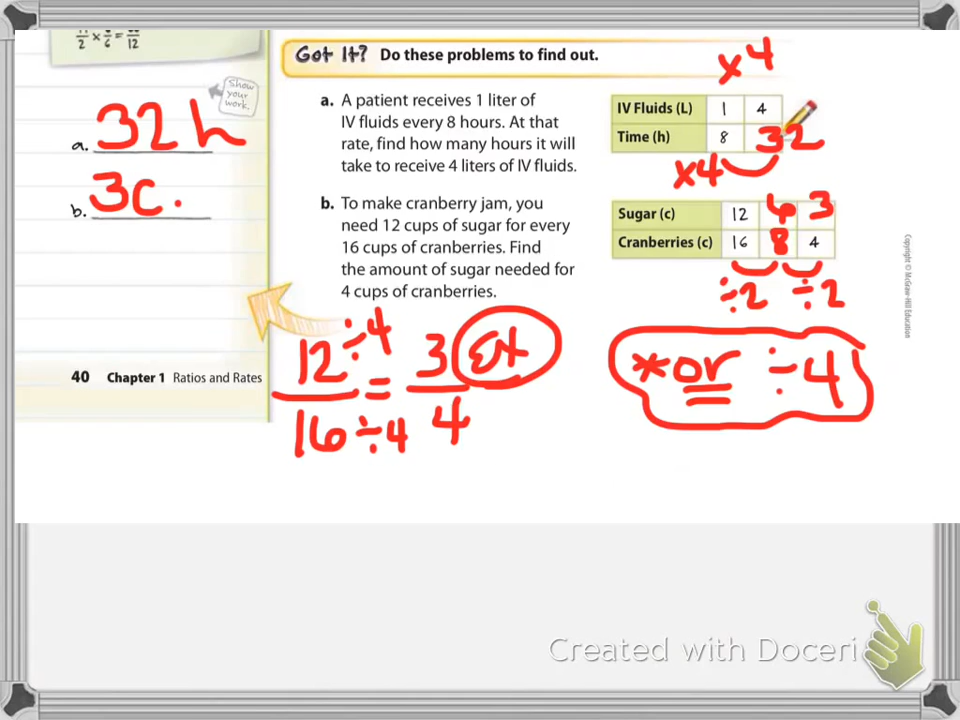 2 × 6 = 12
Got It? Do these problems to find out.
Show your work.
a. 32 h
b. 3c.
a. A patient receives 1 liter of
IV fluids every 8 hours. At that
rate, find how many hours it will
take to receive 4 liters of IV fluids.
×4
IV Fluids (L) 1 4
Time (h) 8 32
×4
b. To make cranberry jam, you
need 12 cups of sugar for every
16 cups of cranberries. Find
the amount of sugar needed for
4 cups of cranberries.
Sugar (c) 12 6 3
Cranberries (c) 16 8 4
÷2 ÷2
12 ÷4 = 3
16 ÷4 4
*or ÷4
40 Chapter 1 Ratios and Rates
Copyright © McGraw-Hill Education
Created with Doceri